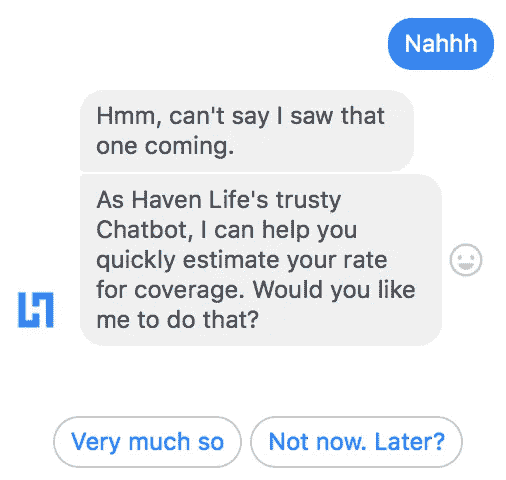 Nahhh
Hmm, can't say I saw that
one coming.
As Haven Life's trusty
Chatbot, I can help you
quickly estimate your rate
for coverage. Would you like
me to do that?
Very much so
Not now. Later?